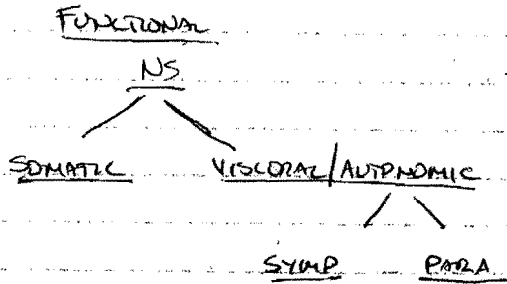 FUNCTIONAL
NS
SOMATIC VISCERAL/AUTONOMIC
SYMP PARA